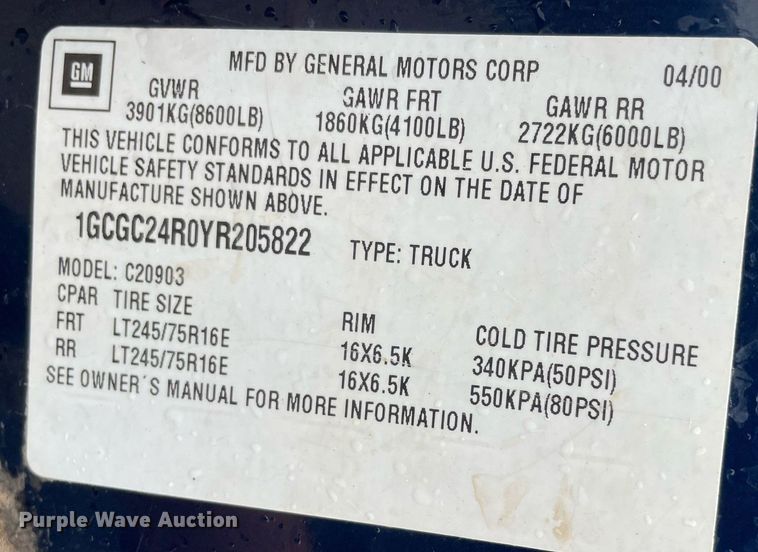 GM
MFD BY GENERAL MOTORS CORP 04/00
GVWR GAWR FRT GAWR RR
3901KG(8600LB) 1860KG(4100LB) 2722KG(6000LB)
THIS VEHICLE CONFORMS TO ALL APPLICABLE U.S. FEDERAL MOTOR
VEHICLE SAFETY STANDARDS IN EFFECT ON THE DATE OF
MANUFACTURE SHOWN ABOVE.
1GCGC24R0YR205822 TYPE: TRUCK
MODEL: C20903
CPAR TIRE SIZE RIM COLD TIRE PRESSURE
FRT LT245/75R16E 16X6.5K 340KPA(50PSI)
RR LT245/75R16E 16X6.5K 550KPA(80PSI)
SEE OWNER´S MANUAL FOR MORE INFORMATION.
Purple Wave Auction